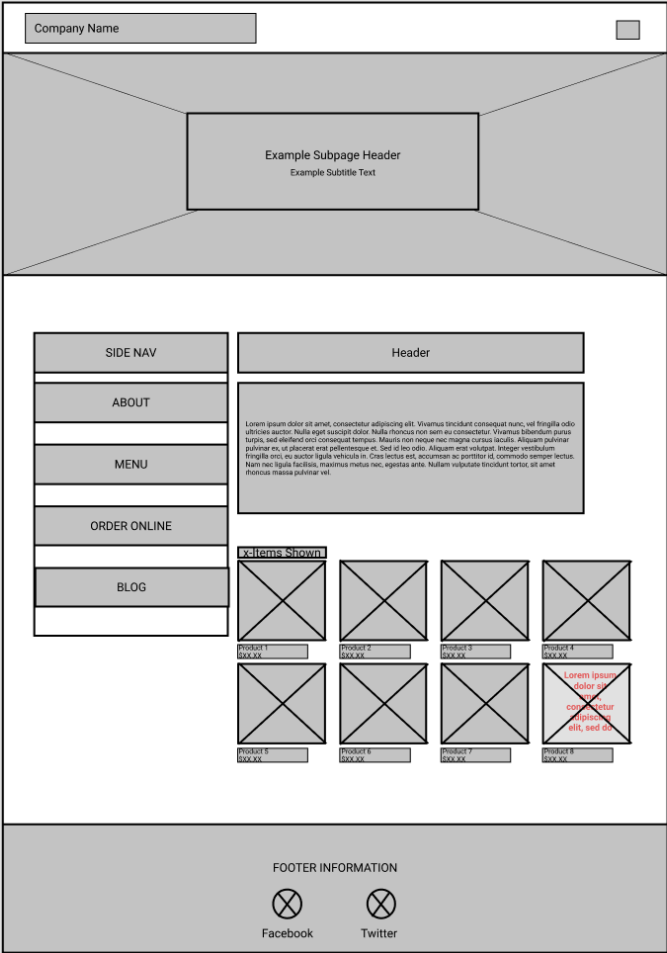 Company Name
Example Subpage Header
Example Subtitle Text
SIDE NAV
ABOUT
MENU
ORDER ONLINE
BLOG
Header
Lorem ipsum dolor sit amet, consectetur adipiscing elit. Vivamus tincidunt consequat nunc, vel fringilla odio
ultricies auctor. Nulla eget suscipit dolor. Nulla rhoncus non sem eu consectetur. Vivamus bibendum purus
turpis, sed eleifend orci consequat tempus. Mauris non neque nec magna cursus iaculis. Aliquam pulvinar
pulvinar ex, ut placerat erat pellentesque et. Sed id leo odio. Aliquam erat volutpat. Integer vestibulum
fringilla orci, eu auctor ligula vehicula in. Cras lectus est, accumsan ac porttitor id, commodo semper lectus.
Nam nec ligula facilisis, maximus metus nec, egestas ante. Nullam vulputate tincidunt tortor, sit amet
rhoncus massa pulvinar vel.
x-Items Shown
Product 1
$XX.XX
Product 2
$XX.XX
Product 3
$XX.XX
Product 4
$XX.XX
Lorem ipsum
dolor sit
amet,
consectetur
adipiscing
elit, sed do
Product 5
$XX.XX
Product 6
$XX.XX
Product 7
$XX.XX
Product 8
$XX.XX
FOOTER INFORMATION
Facebook
Twitter